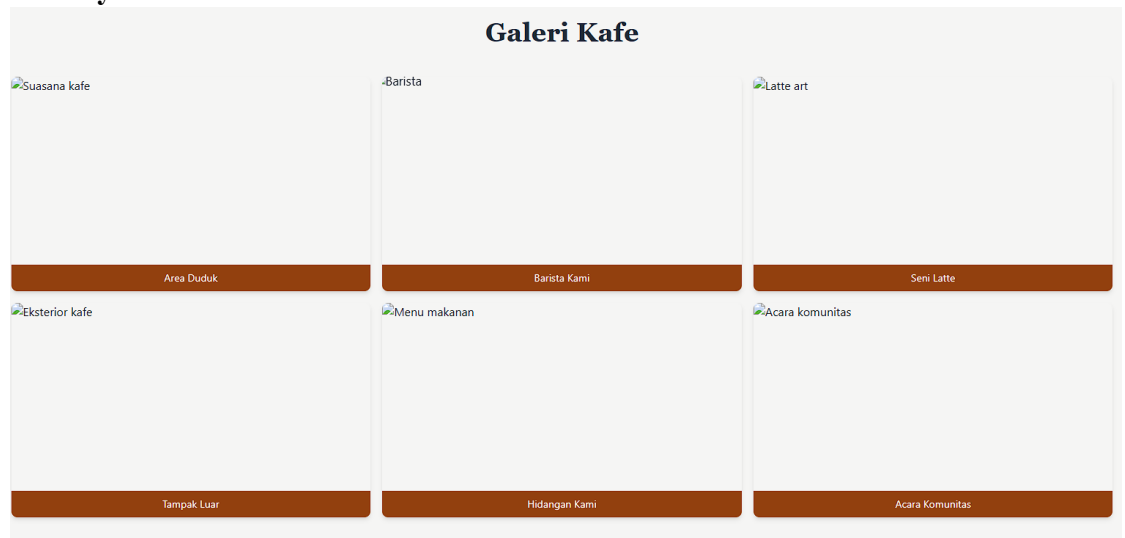 Galeri Kafe
Suasana kafe
Barista
Latte art
Area Duduk
Barista Kami
Seni Latte
Eksterior kafe
Menu makanan
Acara komunitas
Tampak Luar
Hidangan Kami
Acara Komunitas